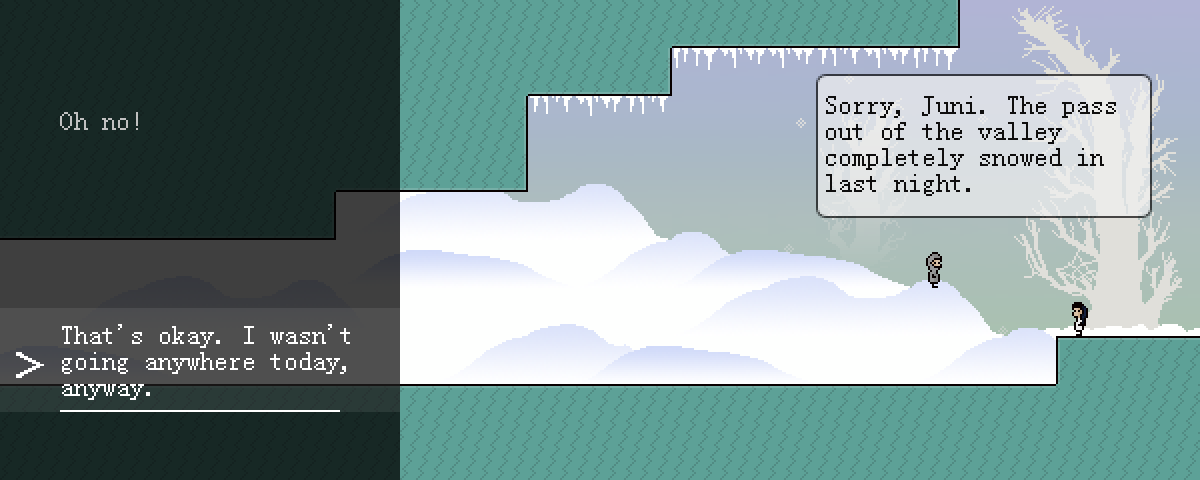 Oh no!
That's okay. I wasn't
going anywhere today,
anyway.
Sorry, Juni. The pass
out of the valley
completely snowed in
last night.